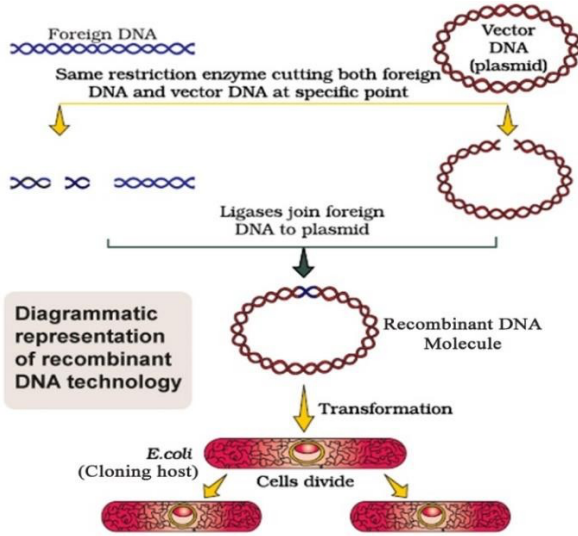 Foreign DNA
Vector
DNA
(plasmid)
Same restriction enzyme cutting both foreign
DNA and vector DNA at specific point
Ligases join foreign
DNA to plasmid
Diagrammatic
representation
of recombinant
DNA technology
Recombinant DNA
Molecule
Transformation
E.coli
(Cloning host)
Cells divide